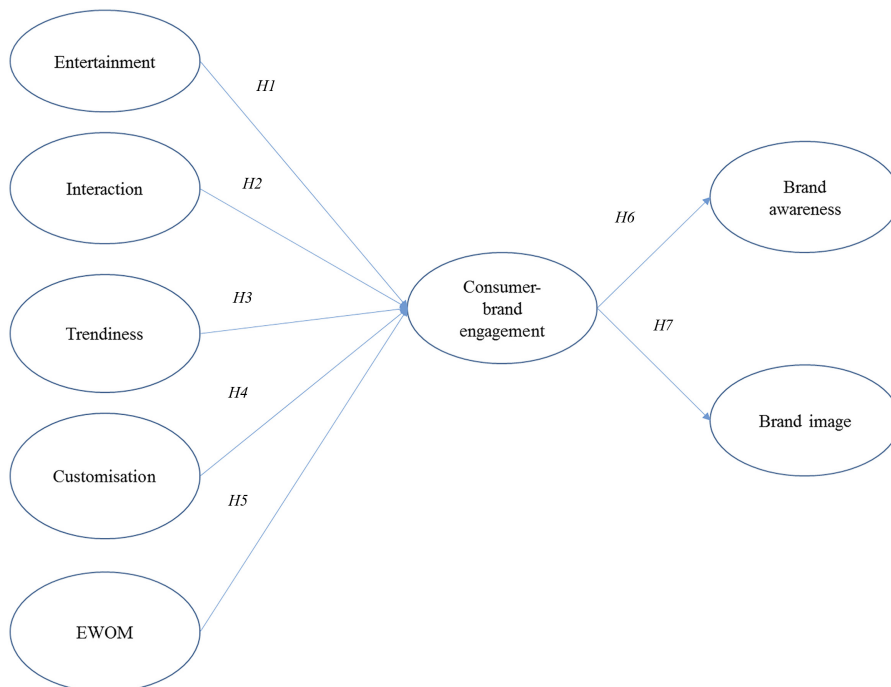 Entertainment
H1
Interaction
H2
Trendiness
H3
Customisation
H4
EWOM
H5
Consumer-
brand
engagement
H6
H7
Brand
awareness
Brand image